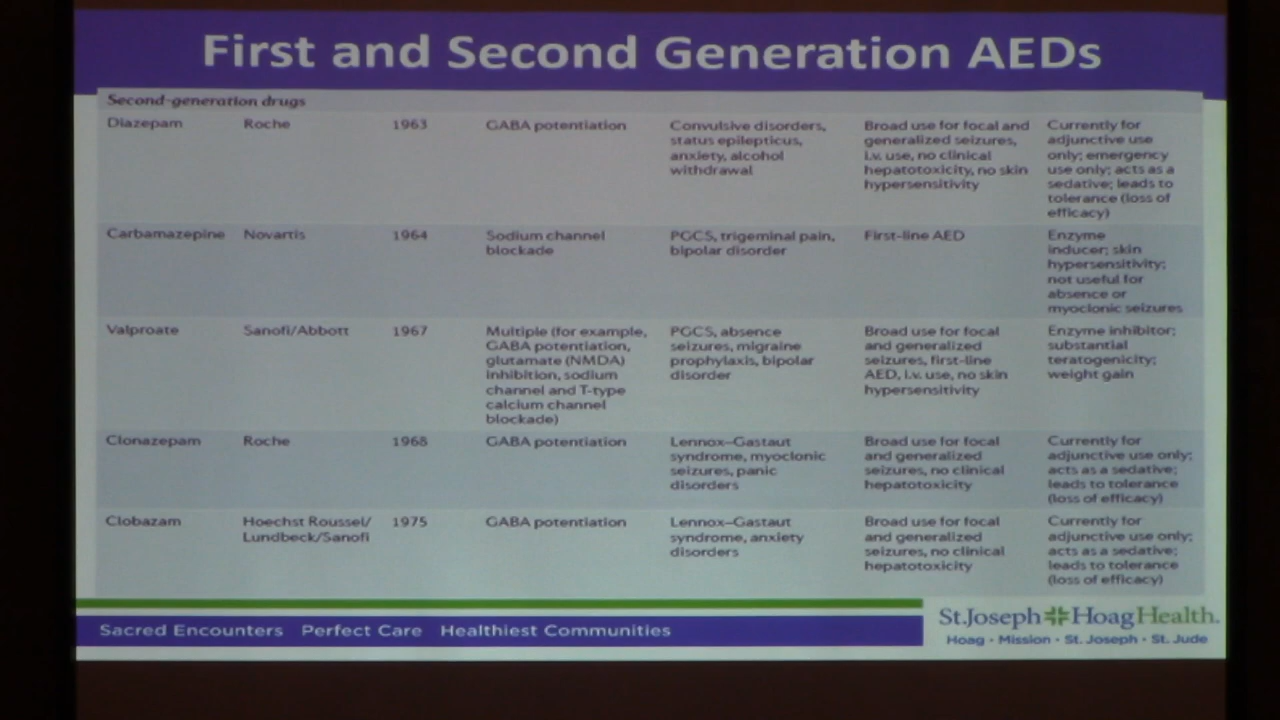 First and Second Generation AEDs
Second-generation drugs
Diazepam Roche 1963 GABA potentiation Convulsive disorders, Broad use for focal and Currently for
status epilepticus, generalized seizures, adjunctive use
anxiety, alcohol i.v. use, no clinical only; emergency
withdrawal hepatotoxicity, no skin use only; acts as a
hypersensitivity sedative; leads to
tolerance (loss of
efficacy)
Carbamazepine Novartis 1964 Sodium channel PGCS, trigeminal pain, First-line AED Enzyme
blockade bipolar disorder inducer; skin
hypersensitivity;
not useful for
absence or
myoclonic seizures
Valproate Sanofi/Abbott 1967 Multiple (for example, PGCS, absence Broad use for focal Enzyme inhibitor;
GABA potentiation, seizures, migraine and generalized substantial
glutamate (NMDA) prophylaxis, bipolar seizures, first-line teratogenicity;
inhibition, sodium disorder AED, i.v. use, no skin weight gain
channel and T-type hypersensitivity
calcium channel
blockade)
Clonazepam Roche 1968 GABA potentiation Lennox–Gastaut Broad use for focal Currently for
syndrome, myoclonic and generalized adjunctive use only;
seizures, panic seizures, no clinical acts as a sedative;
disorders hepatotoxicity leads to tolerance
(loss of efficacy)
Clobazam Hoechst Roussel/ 1975 GABA potentiation Lennox–Gastaut Broad use for focal Currently for
Lundbeck/Sanofi syndrome, anxiety and generalized adjunctive use only;
disorders seizures, no clinical acts as a sedative;
hepatotoxicity leads to tolerance
(loss of efficacy)
Sacred Encounters Perfect Care Healthiest Communities
St.Joseph HoagHealth.
Hoag · Mission · St. Joseph · St. Jude